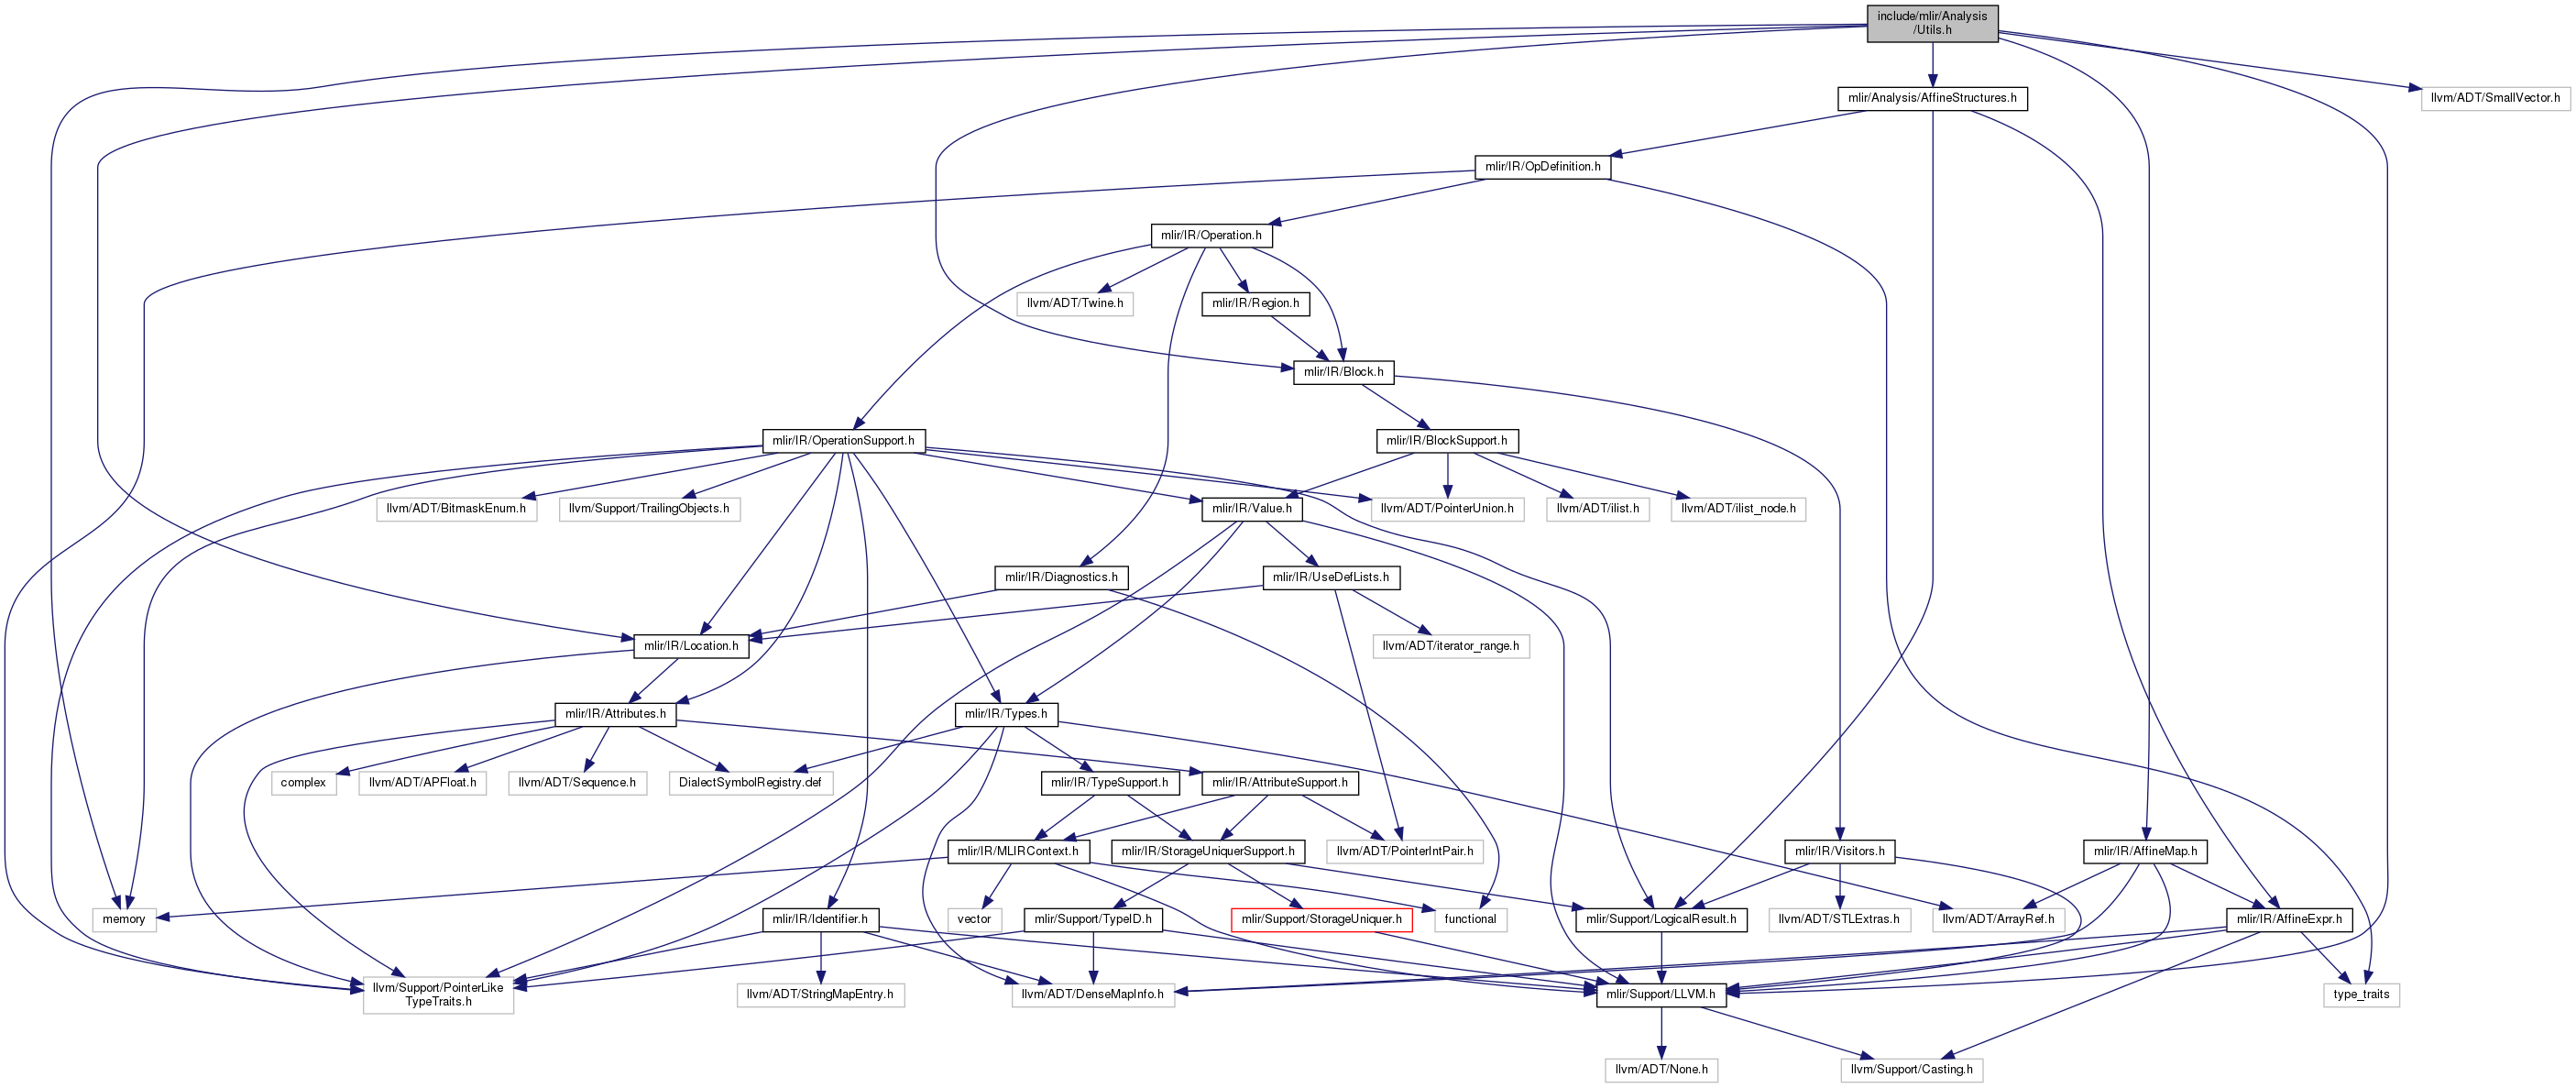 include/mlir/Analysis
/Utils.h
mlir/Analysis/AffineStructures.h
llvm/ADT/SmallVector.h
mlir/IR/OpDefinition.h
mlir/IR/Operation.h
llvm/ADT/Twine.h
mlir/IR/Region.h
mlir/IR/Block.h
mlir/IR/OperationSupport.h
mlir/IR/BlockSupport.h
llvm/ADT/BitmaskEnum.h
llvm/Support/TrailingObjects.h
mlir/IR/Value.h
llvm/ADT/PointerUnion.h
llvm/ADT/ilist.h
llvm/ADT/ilist_node.h
mlir/IR/Diagnostics.h
mlir/IR/UseDefLists.h
mlir/IR/Location.h
llvm/ADT/iterator_range.h
mlir/IR/Attributes.h
mlir/IR/Types.h
complex
llvm/ADT/APFloat.h
llvm/ADT/Sequence.h
DialectSymbolRegistry.def
mlir/IR/TypeSupport.h
mlir/IR/AttributeSupport.h
mlir/IR/MLIRContext.h
mlir/IR/StorageUniquerSupport.h
llvm/ADT/PointerIntPair.h
mlir/IR/Visitors.h
mlir/IR/AffineMap.h
memory
mlir/IR/Identifier.h
vector
mlir/Support/TypeID.h
mlir/Support/StorageUniquer.h
functional
mlir/Support/LogicalResult.h
llvm/ADT/STLExtras.h
llvm/ADT/ArrayRef.h
mlir/IR/AffineExpr.h
llvm/Support/PointerLike
TypeTraits.h
llvm/ADT/StringMapEntry.h
llvm/ADT/DenseMapInfo.h
mlir/Support/LLVM.h
type_traits
llvm/ADT/None.h
llvm/Support/Casting.h